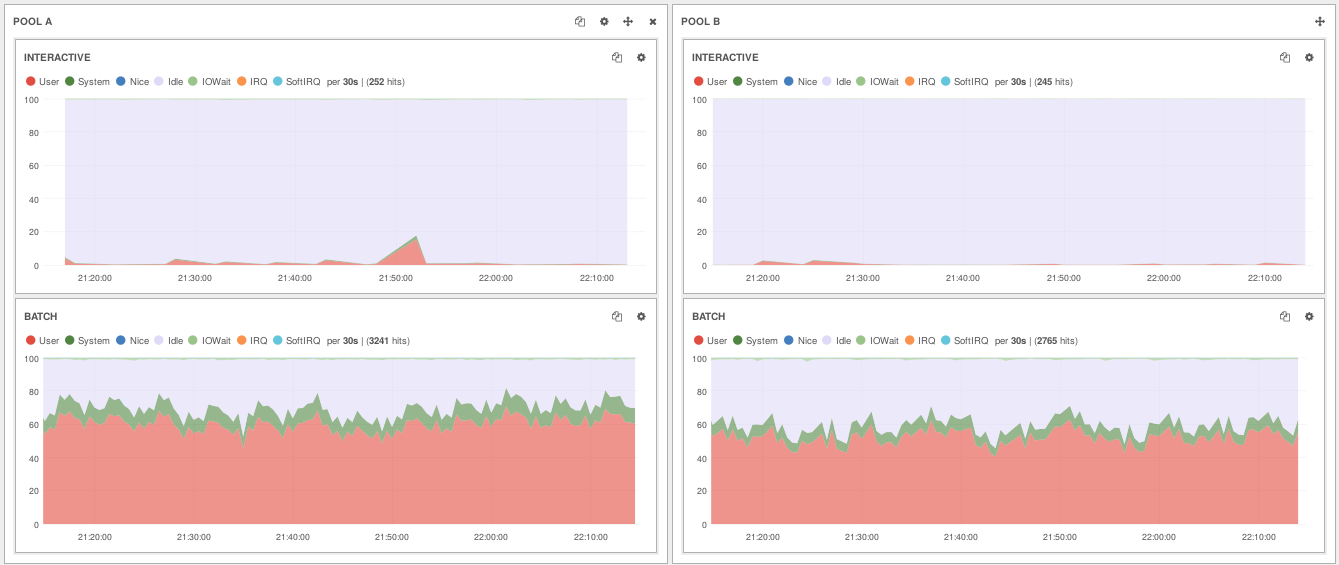 POOL A
INTERACTIVE
User System Nice Idle IOWait IRQ SoftIRQ per 30s | (252 hits)
100
80
60
40
20
0
21:20:00 21:30:00 21:40:00 21:50:00 22:00:00 22:10:00
BATCH
User System Nice Idle IOWait IRQ SoftIRQ per 30s | (3241 hits)
100
80
60
40
20
0
21:20:00 21:30:00 21:40:00 21:50:00 22:00:00 22:10:00
POOL B
INTERACTIVE
User System Nice Idle IOWait IRQ SoftIRQ per 30s | (245 hits)
100
80
60
40
20
0
21:20:00 21:30:00 21:40:00 21:50:00 22:00:00 22:10:00
BATCH
User System Nice Idle IOWait IRQ SoftIRQ per 30s | (2765 hits)
100
80
60
40
20
0
21:20:00 21:30:00 21:40:00 21:50:00 22:00:00 22:10:00